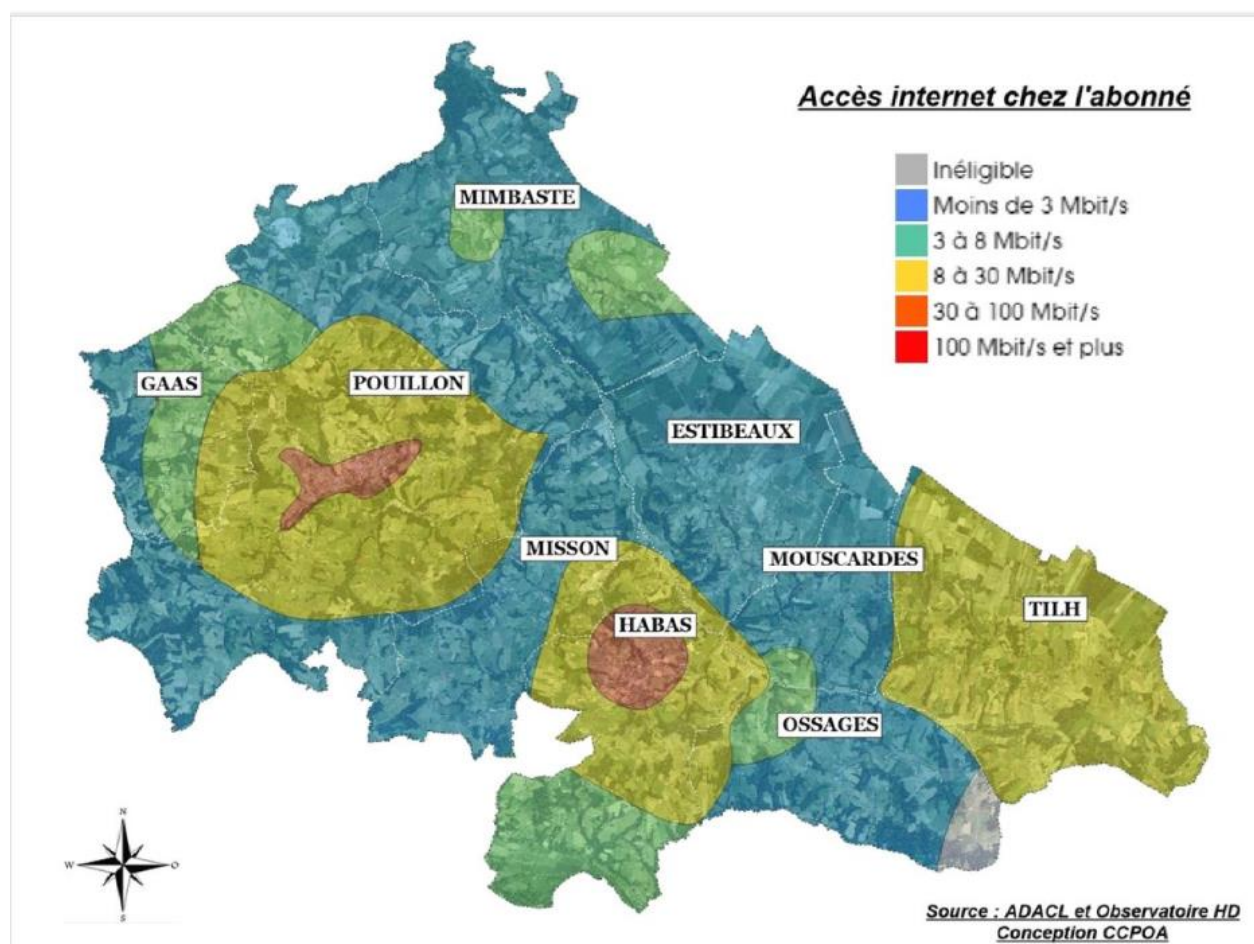 Accès internet chez l'abonné
Inéligible
Moins de 3 Mbit/s
3 à 8 Mbit/s
8 à 30 Mbit/s
30 à 100 Mbit/s
100 Mbit/s et plus
MIMBASTE
GAAS
POUILLON
ESTIBEAUX
MISSON
MOUSCARDES
TILH
HABAS
OSSAGES
N
W
O
S
Source : ADACL et Observatoire HD
Conception CCPOA